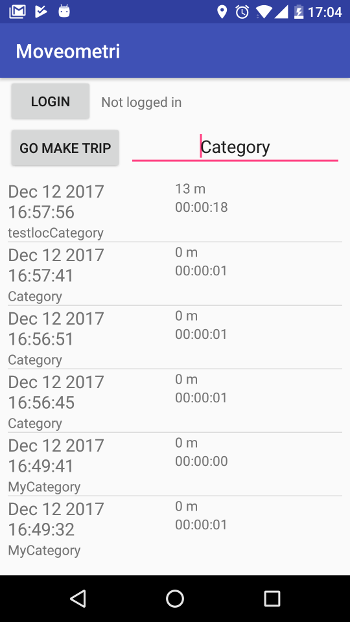 17:04
Moveometri
LOGIN Not logged in
GO MAKE TRIP Category
Dec 12 2017 13 m
16:57:56 00:00:18
testlocCategory
Dec 12 2017 0 m
16:57:41 00:00:01
Category
Dec 12 2017 0 m
16:56:51 00:00:01
Category
Dec 12 2017 0 m
16:56:45 00:00:01
Category
Dec 12 2017 0 m
16:49:41 00:00:00
MyCategory
Dec 12 2017 0 m
16:49:32 00:00:01
MyCategory